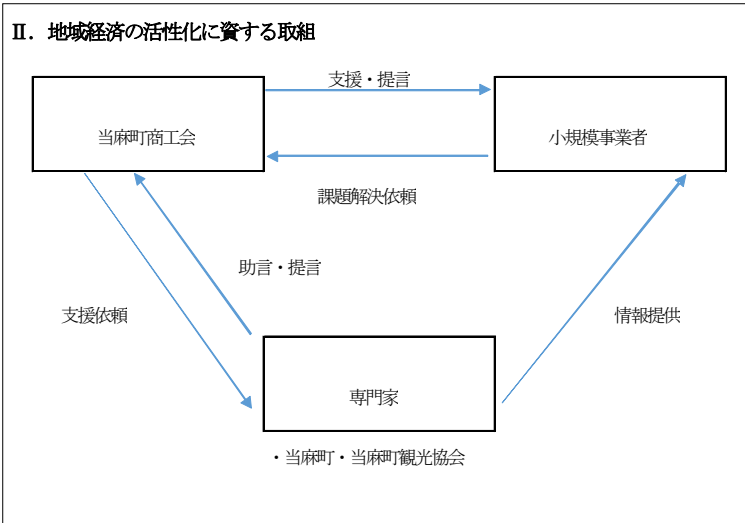 Ⅱ．地域経済の活性化に資する取組
支援・提言
当麻町商工会
小規模事業者
課題解決依頼
助言・提言
支援依頼
情報提供
専門家
・当麻町・当麻町観光協会